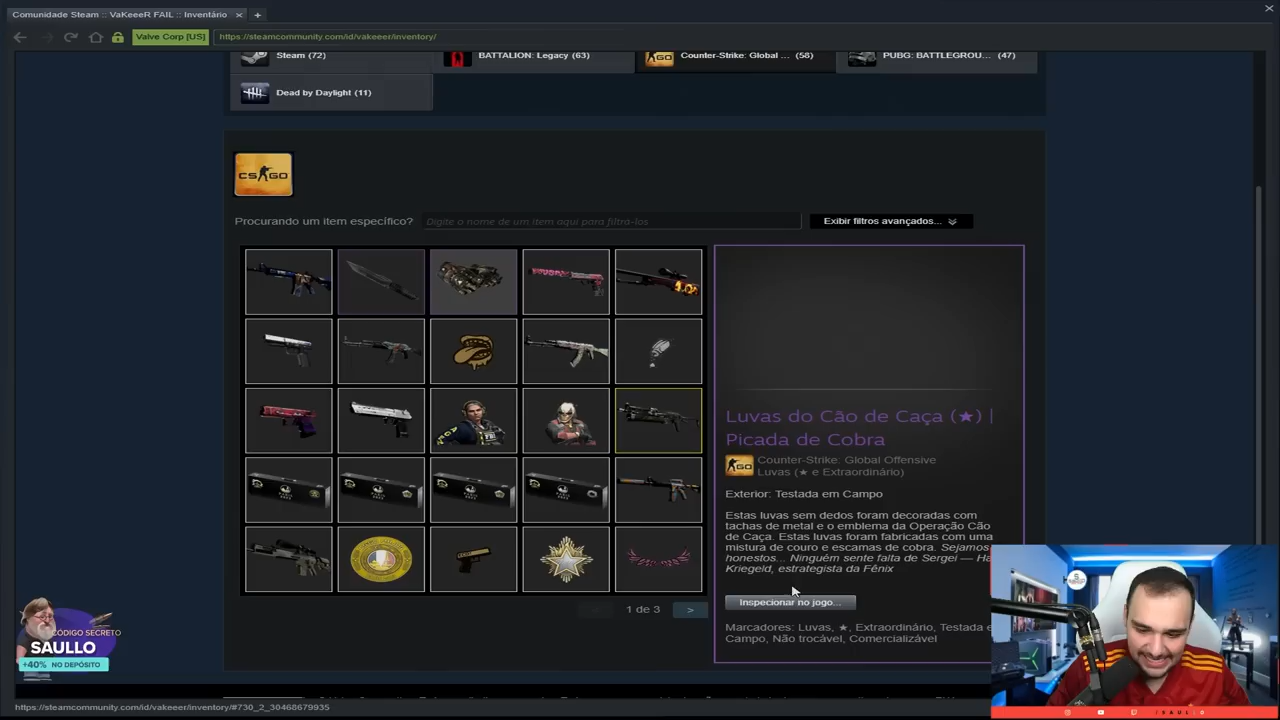 Comunidade Steam :: VaKeeeR FAIL :: Inventário
Valve Corp [US]
https://steamcommunity.com/id/vakeeer/inventory/
Steam (72)
BATTALION: Legacy (63)
Counter-Strike: Global ... (58)
PUBG: BATTLEGROU... (47)
Dead by Daylight (11)
CS GO
Procurando um item específico?
Digite o nome de um item aqui para filtrá-los
Exibir filtros avançados...
Luvas do Cão de Caça (★) |
Picada de Cobra
GO
Counter-Strike: Global Offensive
Luvas (★ e Extraordinário)
Exterior: Testada em Campo
Estas luvas sem dedos foram decoradas com
tachas de metal e o emblema da Operação Cão
de Caça. Estas luvas foram fabricadas com uma
mistura de couro e escamas de cobra. Sejamos
honestos... Ninguém sente falta de Sergei — Ha
Kriegeld, estrategista da Fênix
Inspecionar no jogo...
Marcadores: Luvas, ★, Extraordinário, Testada e
Campo, Não trocável, Comercializável
1 de 3
>
CÓDIGO SECRETO
SAULLO
+40% NO DEPÓSITO
https://steamcommunity.com/id/vakeeer/inventory/#730_2_30468679935